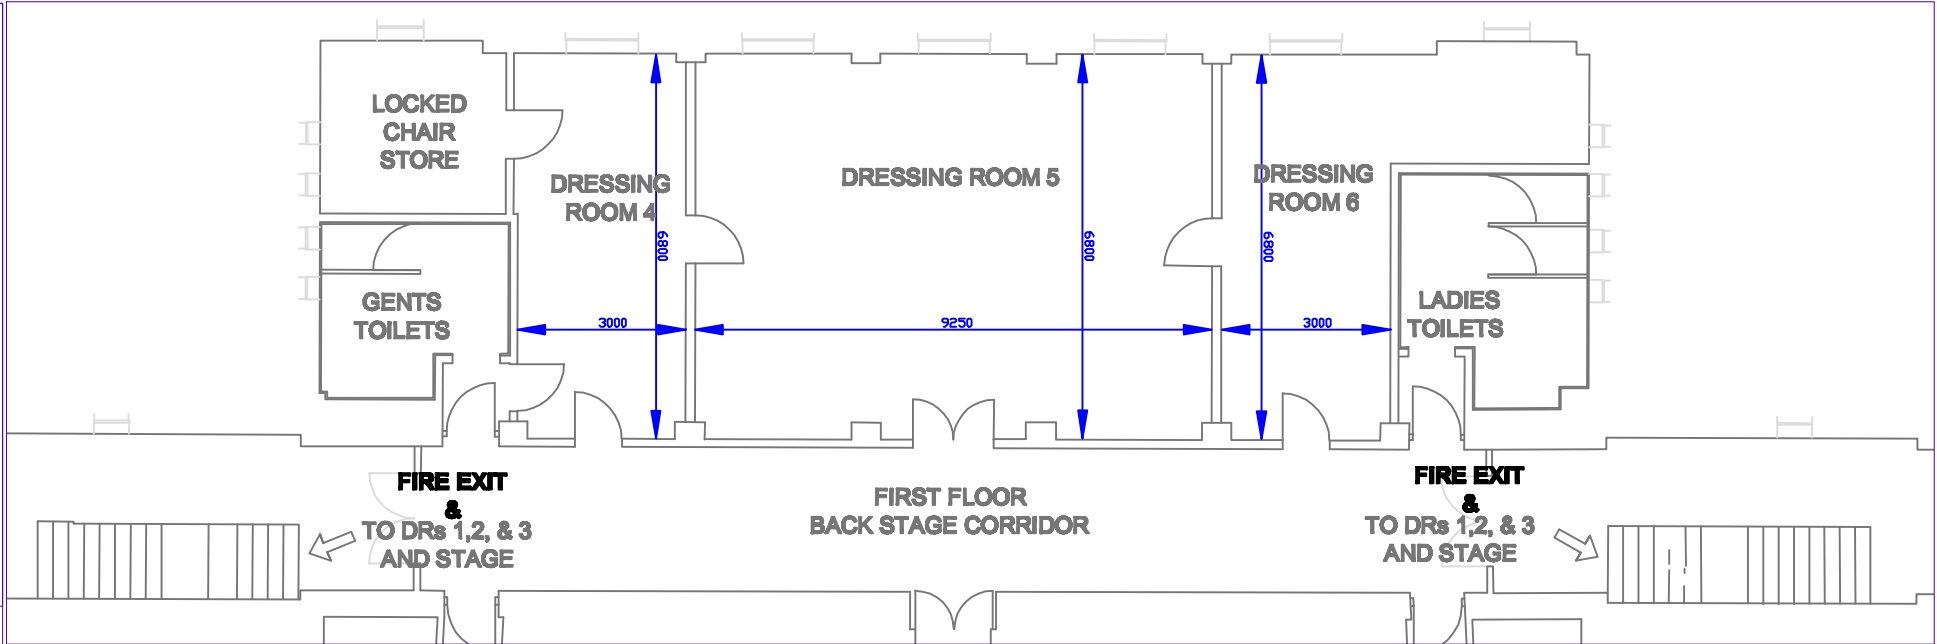 LOCKED
CHAIR
STORE
DRESSING
ROOM 4
DRESSING ROOM 5
DRESSING
ROOM 6
6800
6800
6800
GENTS
TOILETS
LADIES
TOILETS
3000
9250
3000
FIRE EXIT
&
TO DRs 1,2, & 3
AND STAGE
FIRST FLOOR
BACK STAGE CORRIDOR
FIRE EXIT
&
TO DRs 1,2, & 3
AND STAGE